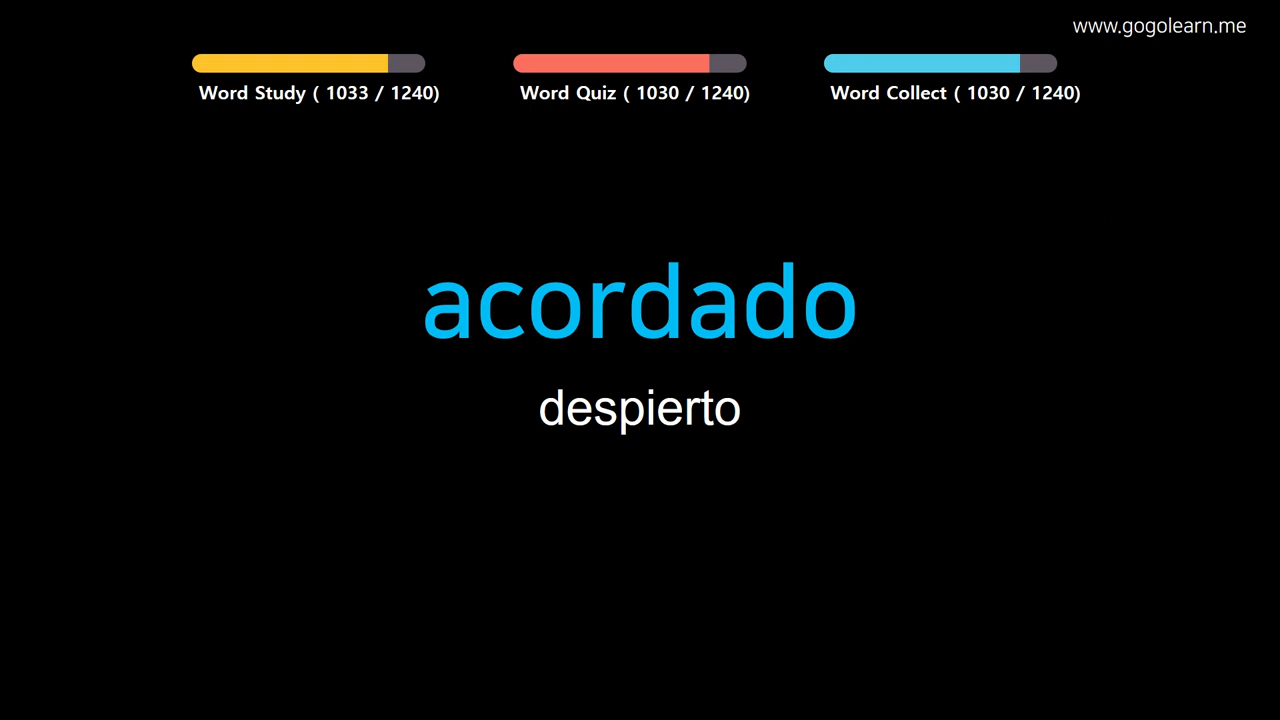 www.gogolearn.me
Word Study ( 1033 / 1240)
Word Quiz ( 1030 / 1240)
Word Collect ( 1030 / 1240)
acordado
despierto